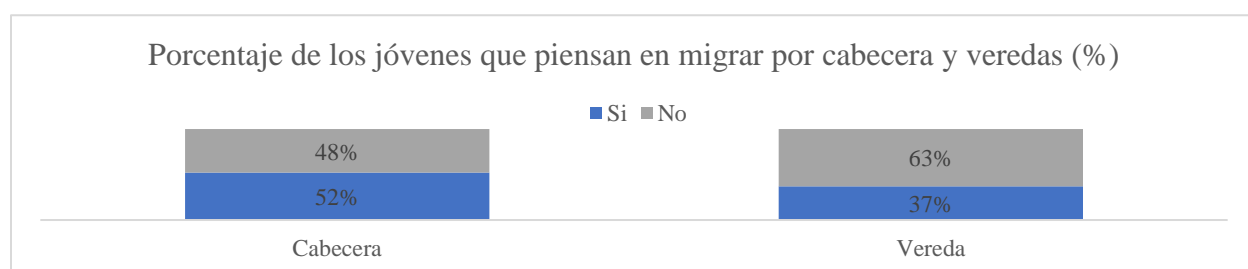 Porcentaje de los jóvenes que piensan en migrar por cabecera y veredas (%)
Si No
48% 63%
52% 37%
Cabecera Vereda